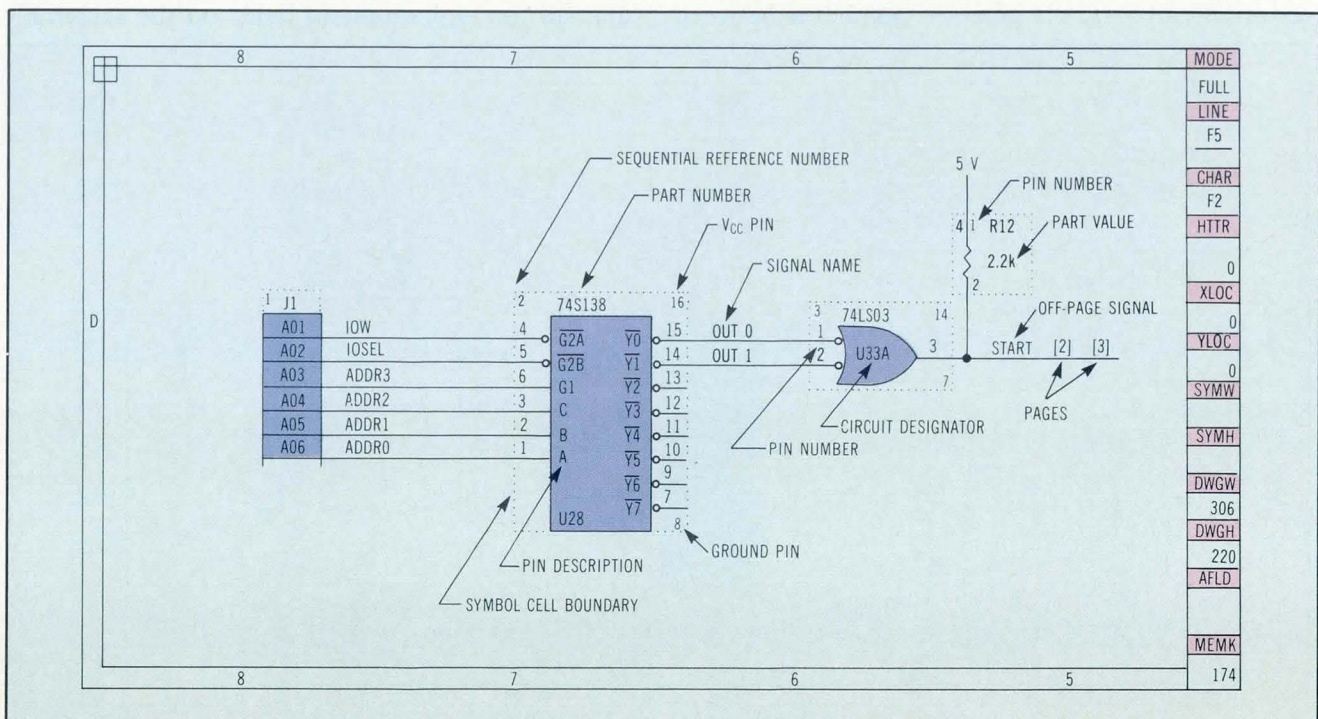 8 7 6 5
MODE
FULL
LINE
F5
CHAR
F2
HTTR
0
XLOC
0
YLOC
0
SYMW
SYMH
DWGW
306
DWGH
220
AFLD
MEMK
174
D
SEQUENTIAL REFERENCE NUMBER
PART NUMBER
VCC PIN
SIGNAL NAME
5 V
PIN NUMBER
4 1 R12
PART VALUE
2.2k
2
OFF-PAGE SIGNAL
1 J1
A01 IOW
A02 IOSEL
A03 ADDR3
A04 ADDR2
A05 ADDR1
A06 ADDR0
2 74S138 16
4 G2A Y0 15 OUT 0
5 G2B Y1 14 OUT 1
6 G1 Y2 13
3 C Y3 12
2 B Y4 11
1 A Y5 10
Y6 9
Y7 7
U28 8
3 74LS03 14
1
2 U33A 3
7
START [2] [3]
PAGES
CIRCUIT DESIGNATOR
PIN NUMBER
GROUND PIN
PIN DESCRIPTION
SYMBOL CELL BOUNDARY
8 7 6 5